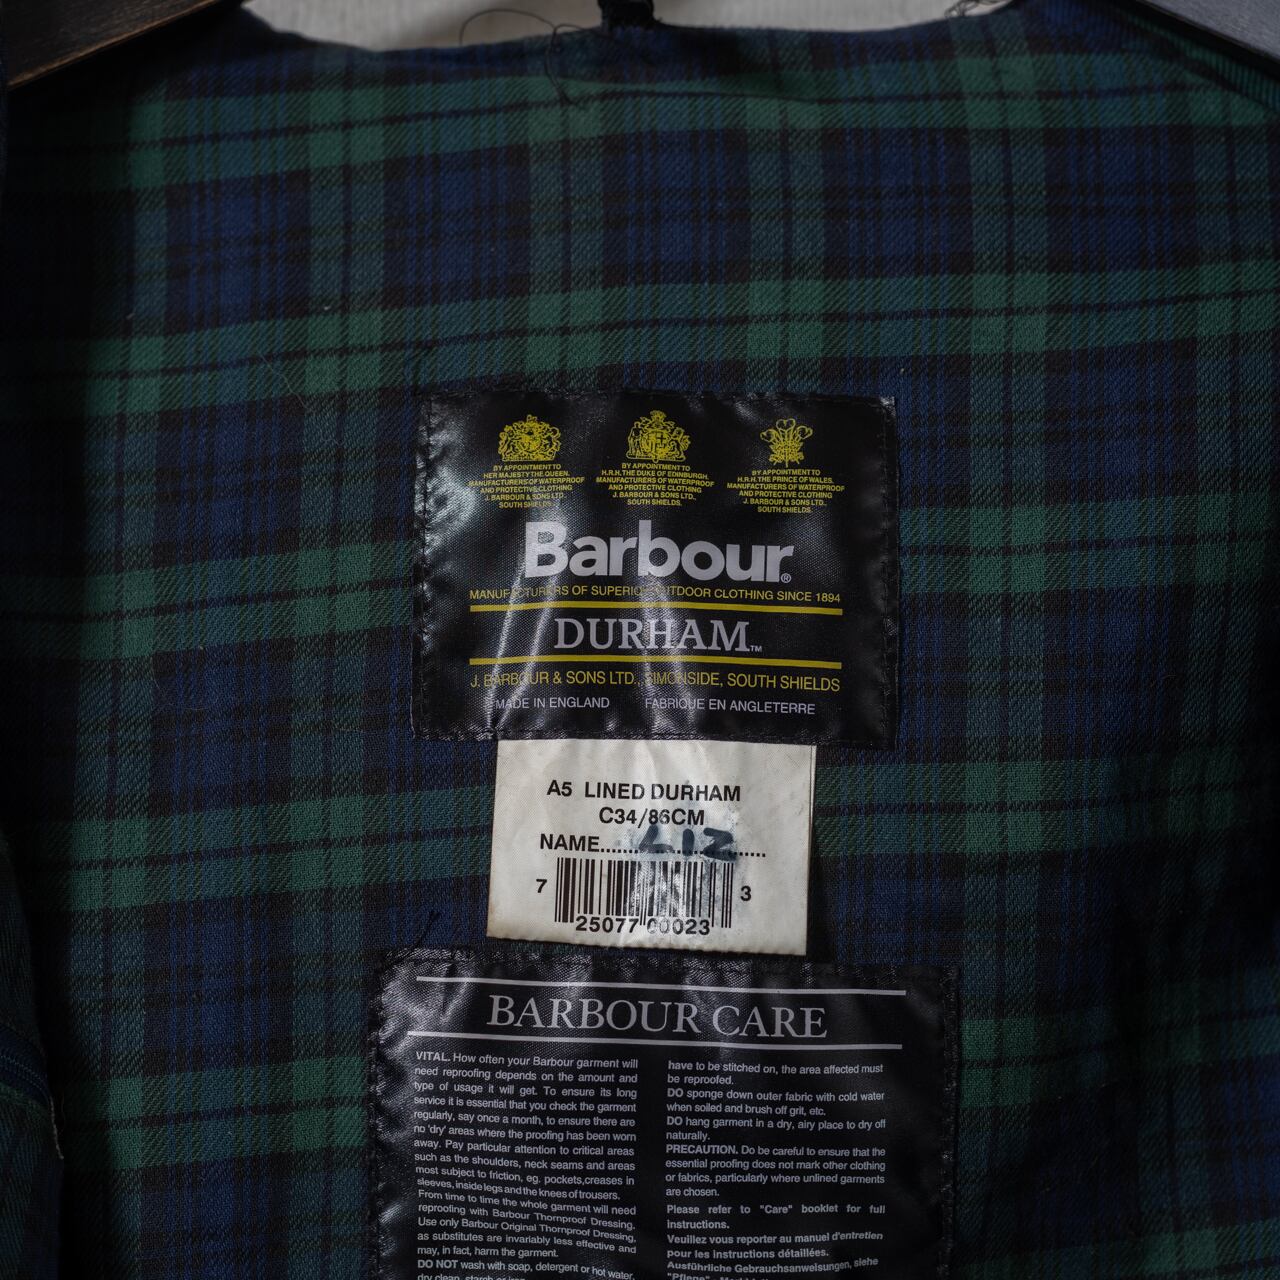 BY APPOINTMENT TO
HER MAJESTY THE QUEEN.
MANUFACTURERS OF WATERPROOF
AND PROTECTIVE CLOTHING
J. BARBOUR & SONS LTD.,
SOUTH SHIELDS.
BY APPOINTMENT TO
H.R.H. THE DUKE OF EDINBURGH.
MANUFACTURERS OF WATERPROOF
AND PROTECTIVE CLOTHING
J. BARBOUR & SONS LTD.,
SOUTH SHIELDS.
BY APPOINTMENT TO
H.R.H. THE PRINCE OF WALES.
MANUFACTURERS OF WATERPROOF
AND PROTECTIVE CLOTHING
J. BARBOUR & SONS LTD.,
SOUTH SHIELDS.
Barbour®
MANUFACTURERS OF SUPERIOR OUTDOOR CLOTHING SINCE 1894
DURHAM™
J. BARBOUR & SONS LTD., SIMONSIDE, SOUTH SHIELDS
MADE IN ENGLAND FABRIQUE EN ANGLETERRE
A5 LINED DURHAM
C34/86CM
NAME.......LIZ.......
7 25077 00023 3
BARBOUR CARE
VITAL. How often your Barbour garment will
need reproofing depends on the amount and
type of usage it will get. To ensure its long
service it is essential that you check the garment
regularly, say once a month, to ensure there are
no 'dry' areas where the proofing has been worn
away. Pay particular attention to critical areas
such as the shoulders, neck seams and areas
most subject to friction, eg. pockets,creases in
sleeves, inside legs and the knees of trousers.
From time to time the whole garment will need
reproofing with Barbour Thornproof Dressing.
Use only Barbour Original Thornproof Dressing,
as substitutes are invariably less effective and
may, in fact, harm the garment.
DO NOT wash with soap, detergent or hot water,
dry clean, starch or iron
have to be stitched on, the area affected must
be reproofed.
DO sponge down outer fabric with cold water
when soiled and brush off grit, etc.
DO hang garment in a dry, airy place to dry off
naturally.
PRECAUTION. Do be careful to ensure that the
essential proofing does not mark other clothing
or fabrics, particularly where unlined garments
are chosen.
Please refer to "Care" booklet for full
instructions.
Veuillez vous reporter au manuel d'entretien
pour les instructions détaillées.
Ausführliche Gebrauchsanweisungen, siehe
"Pflege"